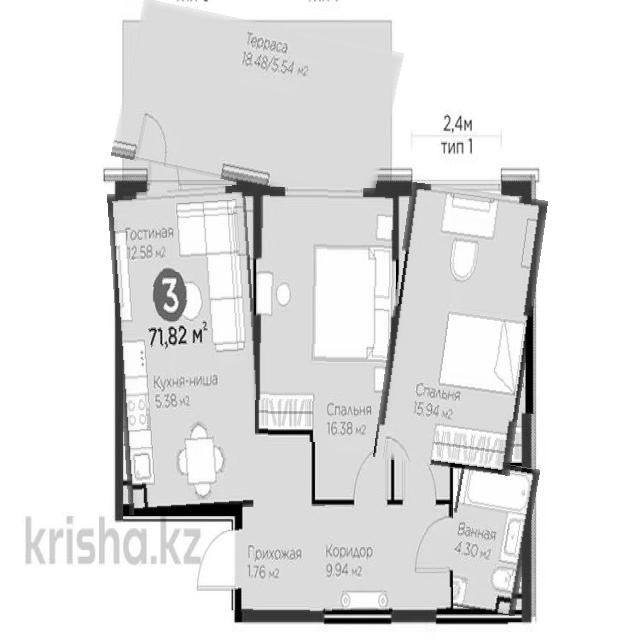 Терраса
18.48/5.54 м2
2,4м
тип 1
Гостиная
12.58 м2
3
71,82 м2
Кухня-ниша
5.38 м2
Спальня
16.38 м2
Спальня
15.94 м2
Ванная
4.30 м2
Прихожая
1.76 м2
Коридор
9.94 м2
krisha.kz